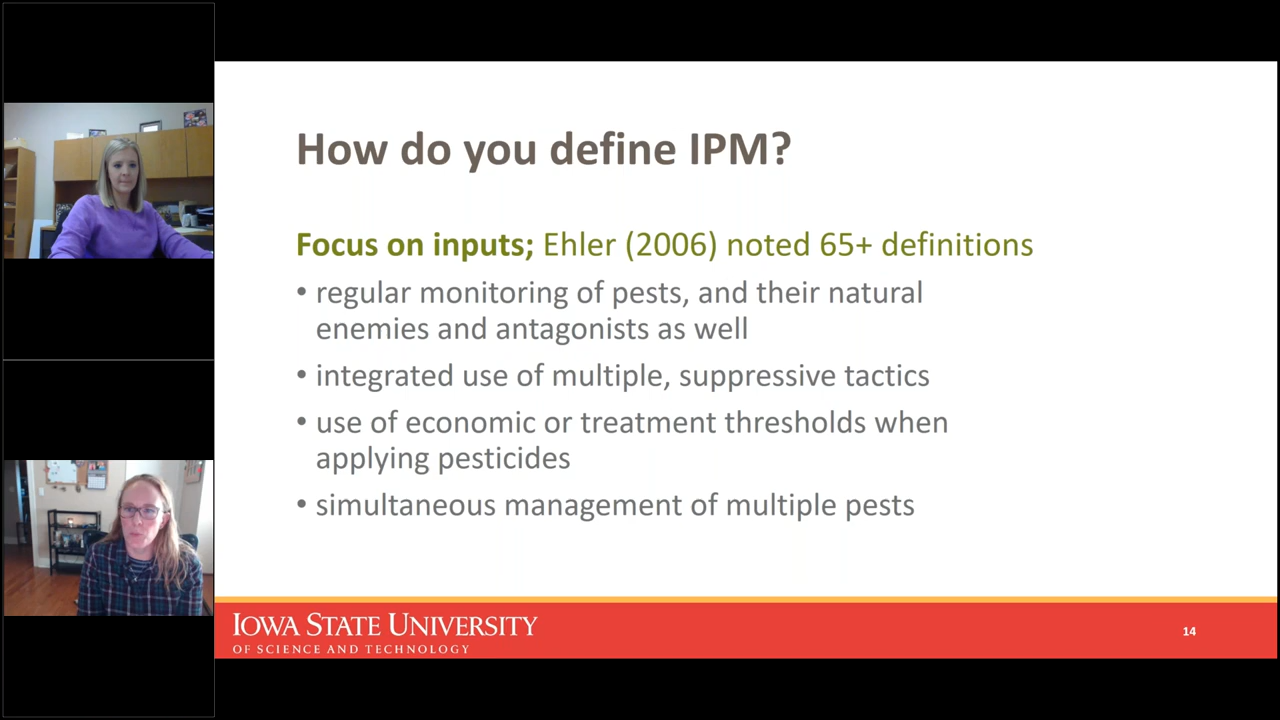 How do you define IPM?
Focus on inputs; Ehler (2006) noted 65+ definitions
• regular monitoring of pests, and their natural
enemies and antagonists as well
• integrated use of multiple, suppressive tactics
• use of economic or treatment thresholds when
applying pesticides
• simultaneous management of multiple pests
IOWA STATE UNIVERSITY
OF SCIENCE AND TECHNOLOGY
14